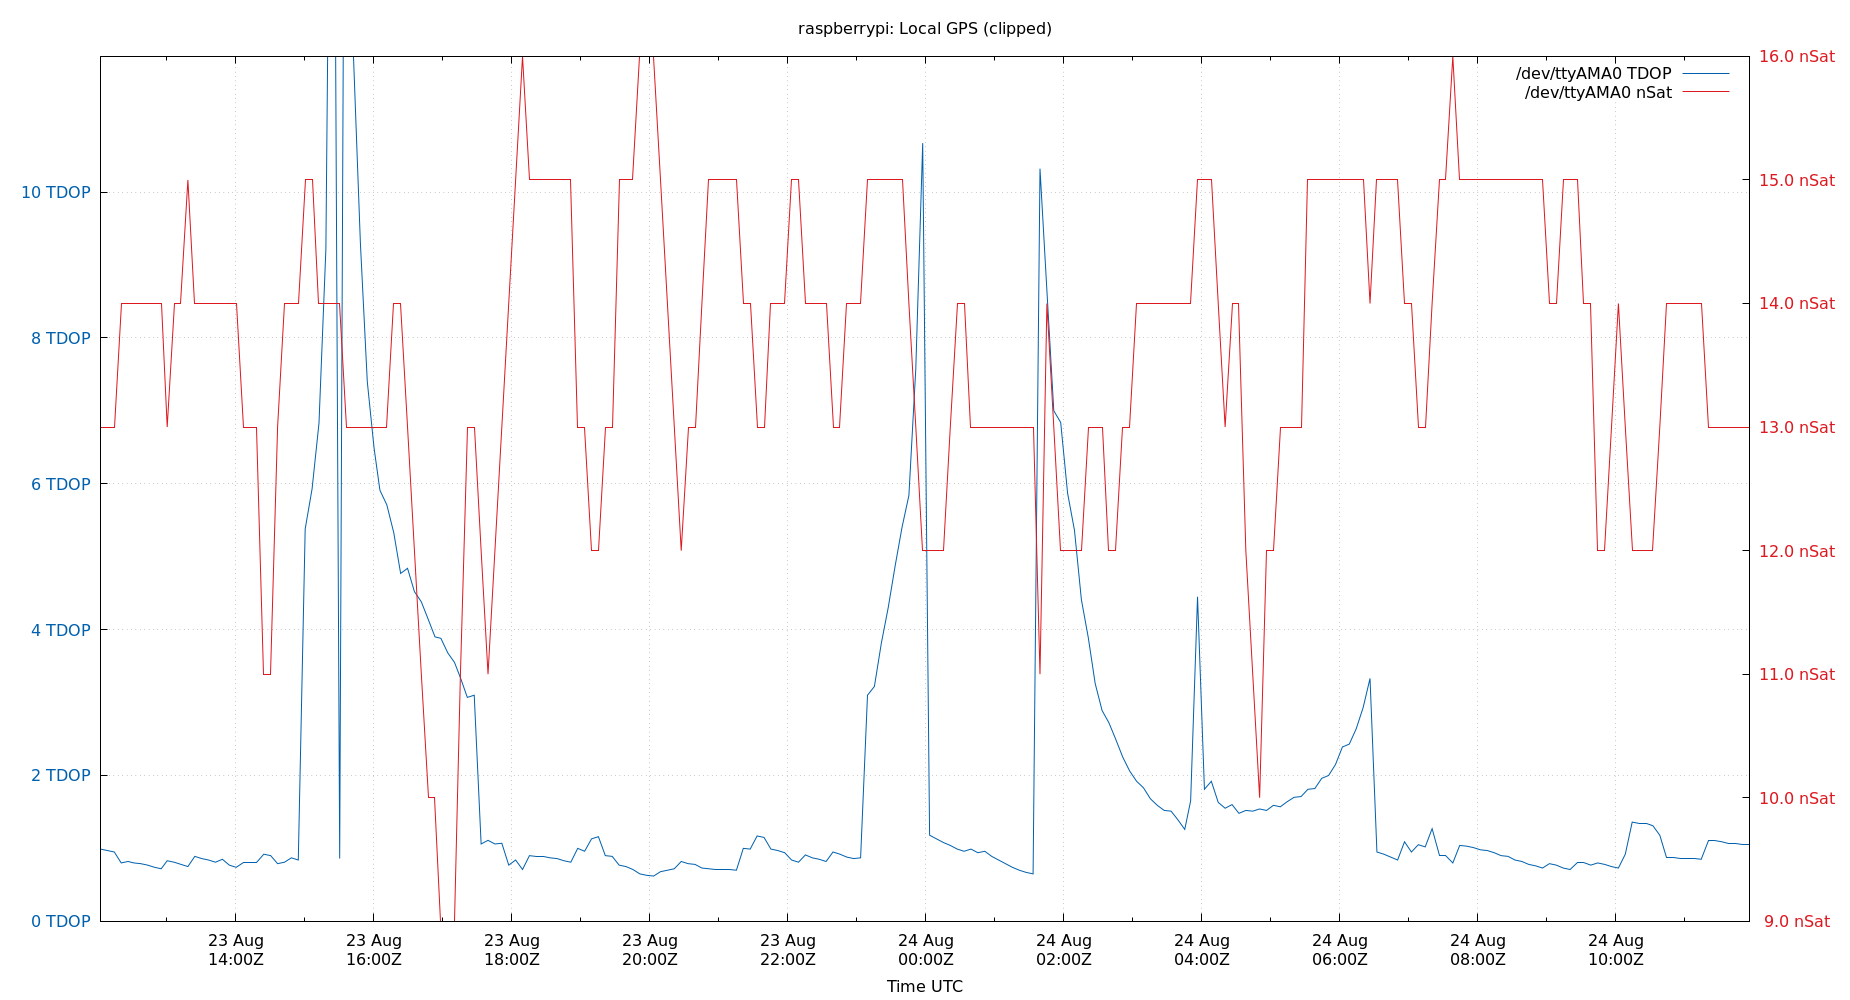 raspberrypi: Local GPS (clipped)
/dev/ttyAMA0 TDOP
/dev/ttyAMA0 nSat
10 TDOP
8 TDOP
6 TDOP
4 TDOP
2 TDOP
0 TDOP
16.0 nSat
15.0 nSat
14.0 nSat
13.0 nSat
12.0 nSat
11.0 nSat
10.0 nSat
9.0 nSat
23 Aug
14:00Z
23 Aug
16:00Z
23 Aug
18:00Z
23 Aug
20:00Z
23 Aug
22:00Z
24 Aug
00:00Z
24 Aug
02:00Z
24 Aug
04:00Z
24 Aug
06:00Z
24 Aug
08:00Z
24 Aug
10:00Z
Time UTC